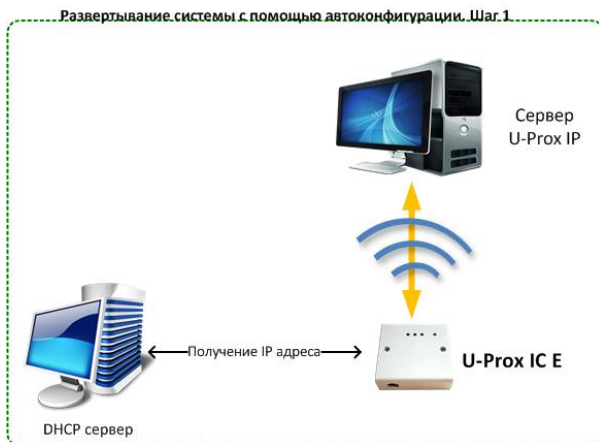 Развертывание системы с помощью автоконфигурации. Шаг 1
Сервер
U-Prox IP
Получение IP адреса
U-Prox IC E
DHCP сервер